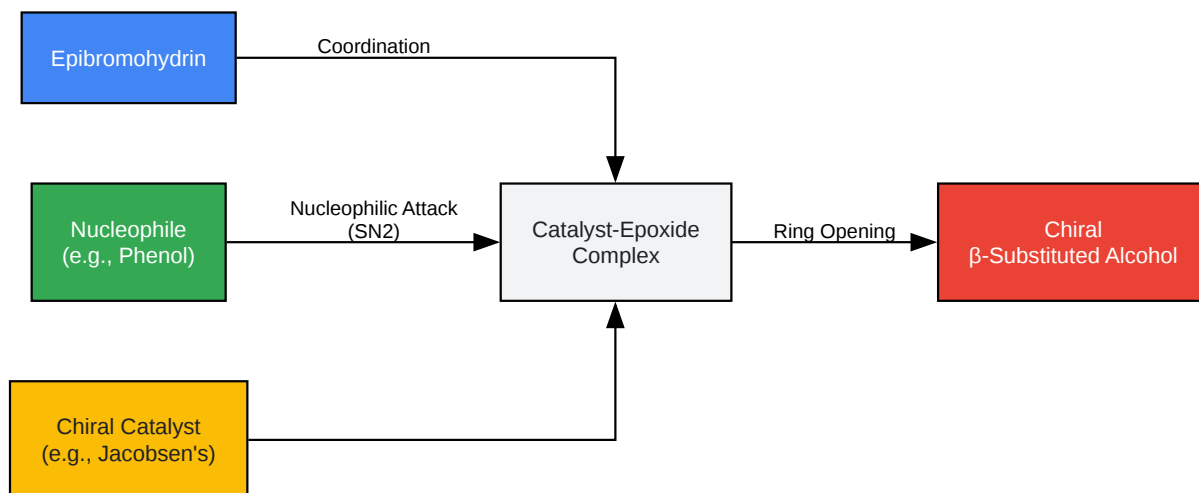 Epibromohydrin
Coordination
Nucleophile
(e.g., Phenol)
Nucleophilic Attack
(SN2)
Catalyst-Epoxide
Complex
Ring Opening
Chiral
β-Substituted Alcohol
Chiral Catalyst
(e.g., Jacobsen's)